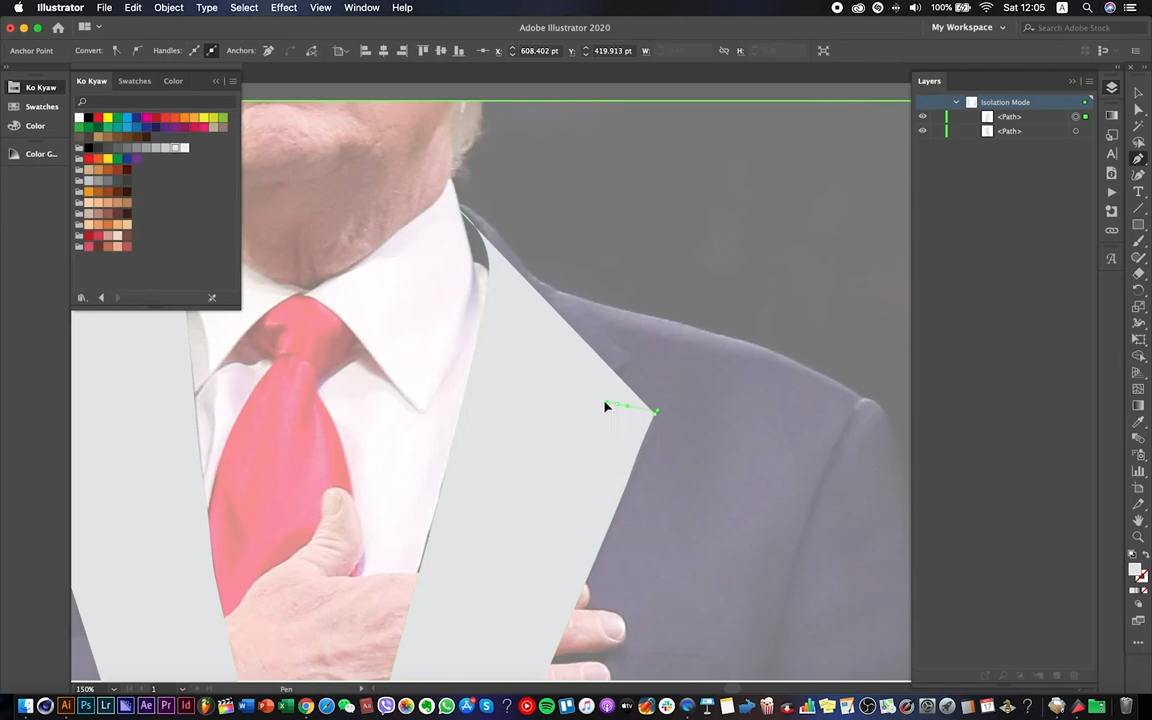 Illustrator File Edit Object Type Select Effect View Window Help
100% Sat 12:05 A
Adobe Illustrator 2020
My Workspace
Search Adobe Stock
Anchor Point Convert: Handles: Anchors: X: 608.402 pt Y: 419.913 pt W: H:
Ko Kyaw
Swatches
Color
Color G...
Ko Kyaw Swatches Color
Layers
Isolation Mode
<Path>
<Path>
150% 1 Pen